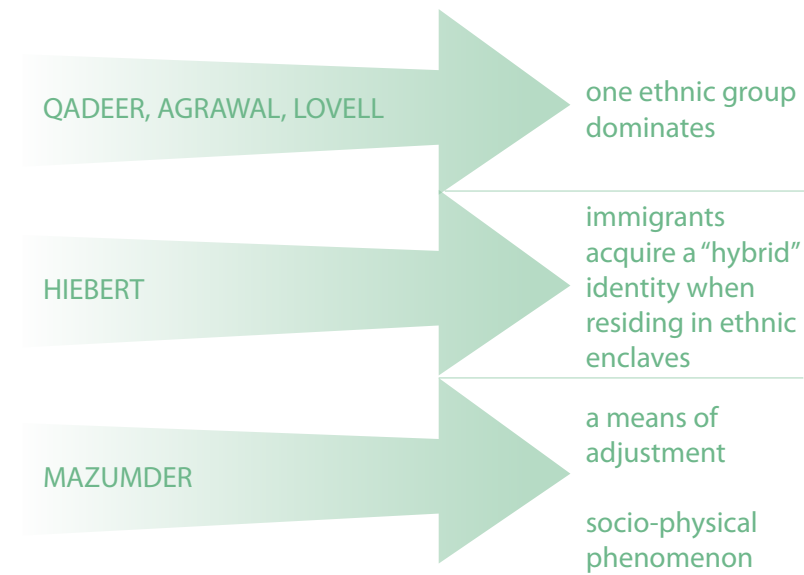 QADEER, AGRAWAL, LOVELL
one ethnic group
dominates
HIEBERT
immigrants
acquire a “hybrid”
identity when
residing in ethnic
enclaves
MAZUMDER
a means of
adjustment
socio-physical
phenomenon